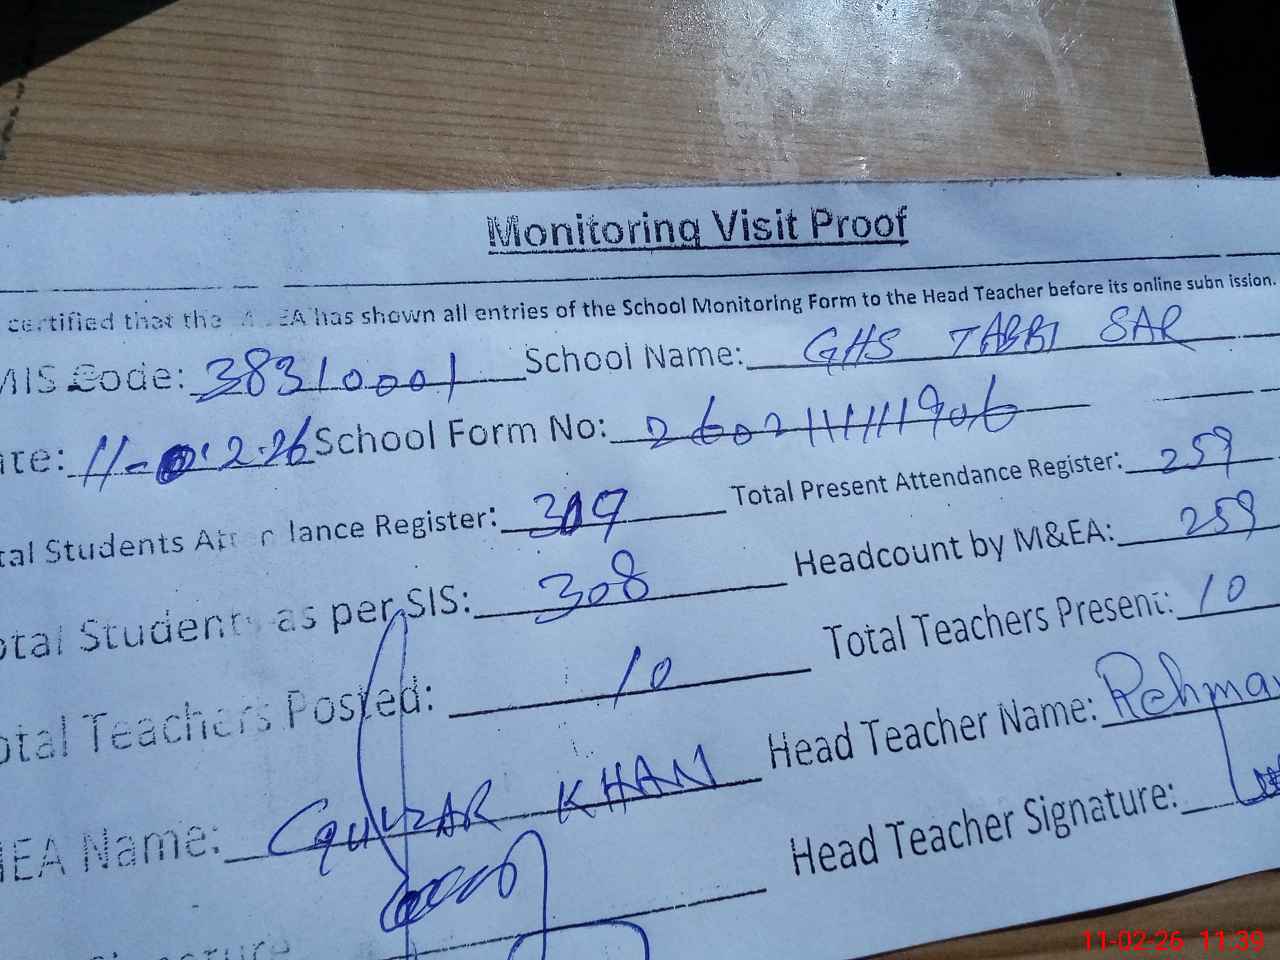 Monitoring Visit Proof
certified that the EA has shown all entries of the School Monitoring Form to the Head Teacher before its online subn ission.
MIS Code: 38310001 School Name: GHS TABBI SAR
ate: 11-02-26 School Form No:
tal Students Atten lance Register: 309 Total Present Attendance Register: 259
otal Students as per SIS: 308 Headcount by M&EA: 259
otal Teachers Posted: 10 Total Teachers Present: 10
EA Name: GULZAR KHAN Head Teacher Name: Rehman
Signature Head Teacher Signature:
11-02-26 11:39